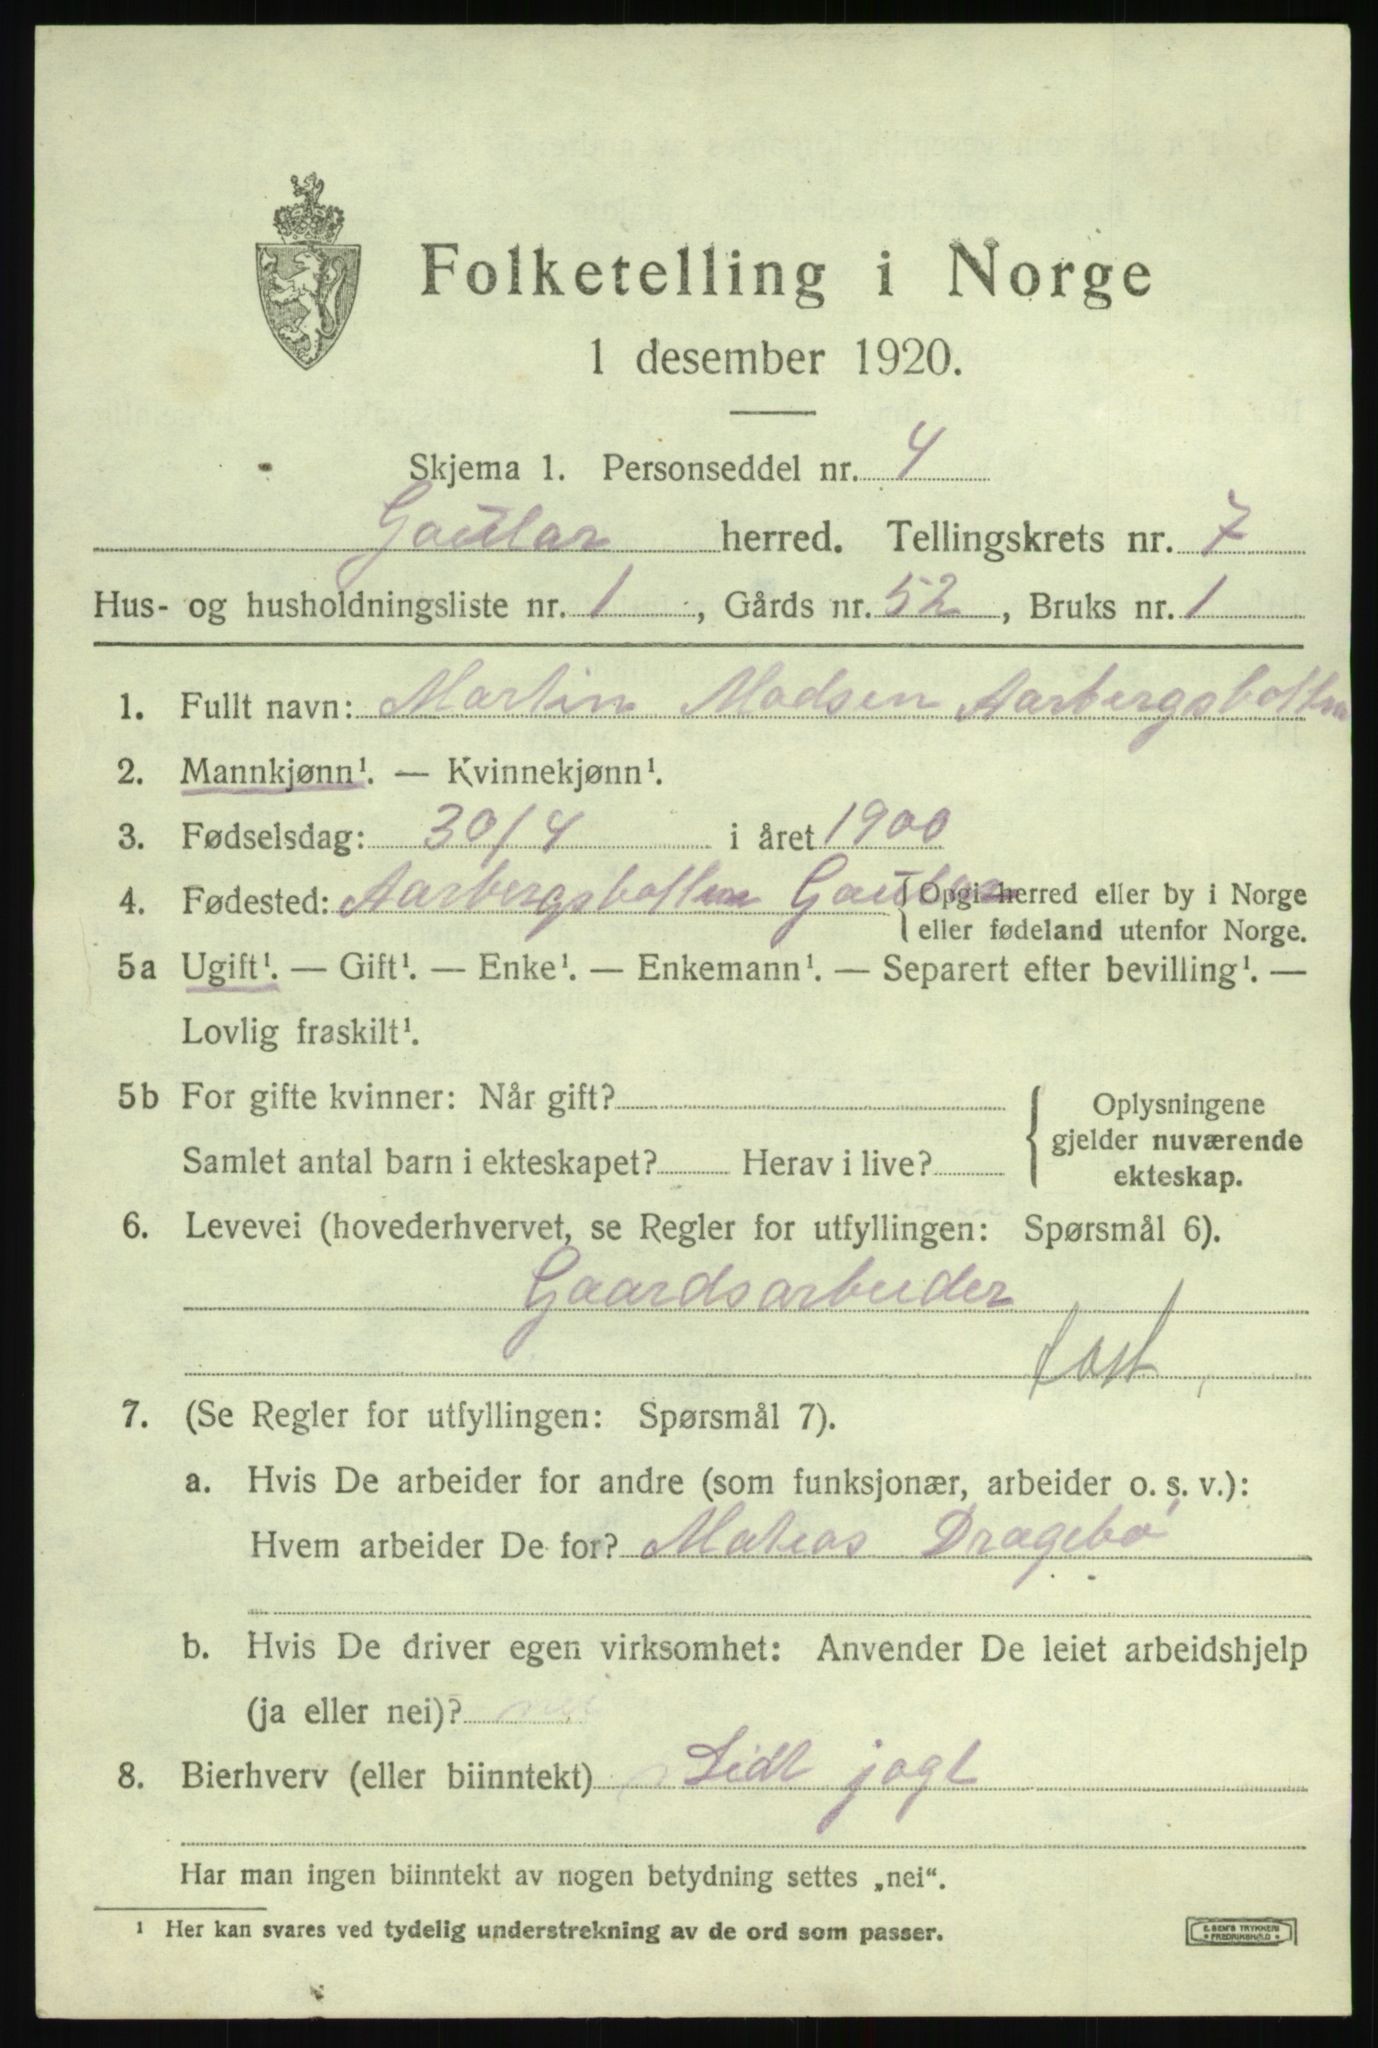 Folketelling i Norge
1 desember 1920.
Skjema 1. Personseddel nr. 4
Gaular herred. Tellingskrets nr. 7
Hus- og husholdningsliste nr. 1, Gårds nr. 52, Bruks nr. 1
1. Fullt navn: Martin Madsen Aarbergsbotten
2. Mannkjønn¹. — Kvinnekjønn¹.
3. Fødselsdag: 30/4 i året 1900
4. Fødested: Aarbergsbotten Gaular { Opgi herred eller by i Norge
eller fødeland utenfor Norge.
5a Ugift¹. — Gift¹. — Enke¹. — Enkemann¹. — Separert efter bevilling¹. —
Lovlig fraskilt¹.
5b For gifte kvinner: Når gift?
Samlet antal barn i ekteskapet? Herav i live?
{ Oplysningene
gjelder nuværende
ekteskap.
6. Levevei (hovederhvervet, se Regler for utfyllingen: Spørsmål 6).
Gaardsarbeider
7. (Se Regler for utfyllingen: Spørsmål 7).
a. Hvis De arbeider for andre (som funksjonær, arbeider o. s. v.):
Hvem arbeider De for? Mateas Dragebø
b. Hvis De driver egen virksomhet: Anvender De leiet arbeidshjelp
(ja eller nei)? nei
8. Bierhverv (eller biinntekt) Lidt jagt
Har man ingen biinntekt av nogen betydning settes „nei“.
¹ Her kan svares ved tydelig understrekning av de ord som passer.
E. SEM'S TRYKKERI
FREDRIKSHALD